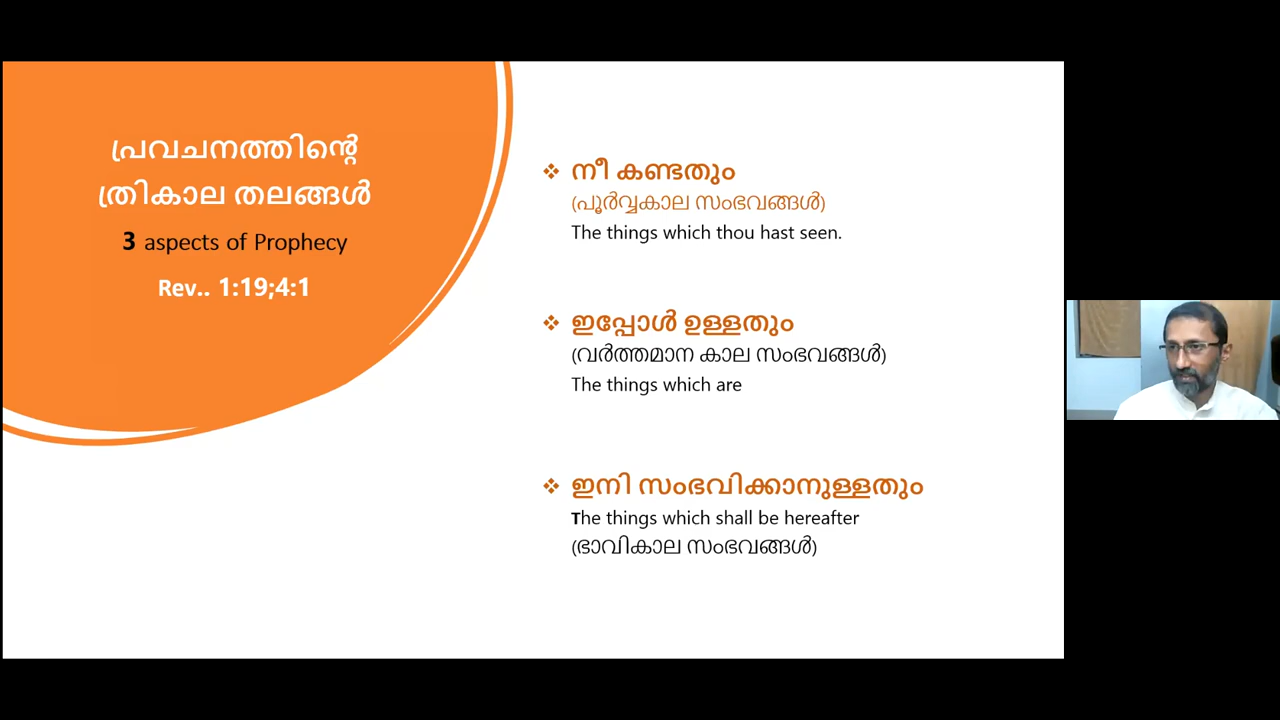 പ്രവചനത്തിന്റെ
ത്രികാല തലങ്ങൾ
3 aspects of Prophecy
Rev.. 1:19;4:1
❖ നീ കണ്ടതും
(പൂർവ്വകാല സംഭവങ്ങൾ)
The things which thou hast seen.
❖ ഇപ്പോൾ ഉള്ളതും
(വർത്തമാന കാല സംഭവങ്ങൾ)
The things which are
❖ ഇനി സംഭവിക്കാനുള്ളതും
The things which shall be hereafter
(ഭാവികാല സംഭവങ്ങൾ)